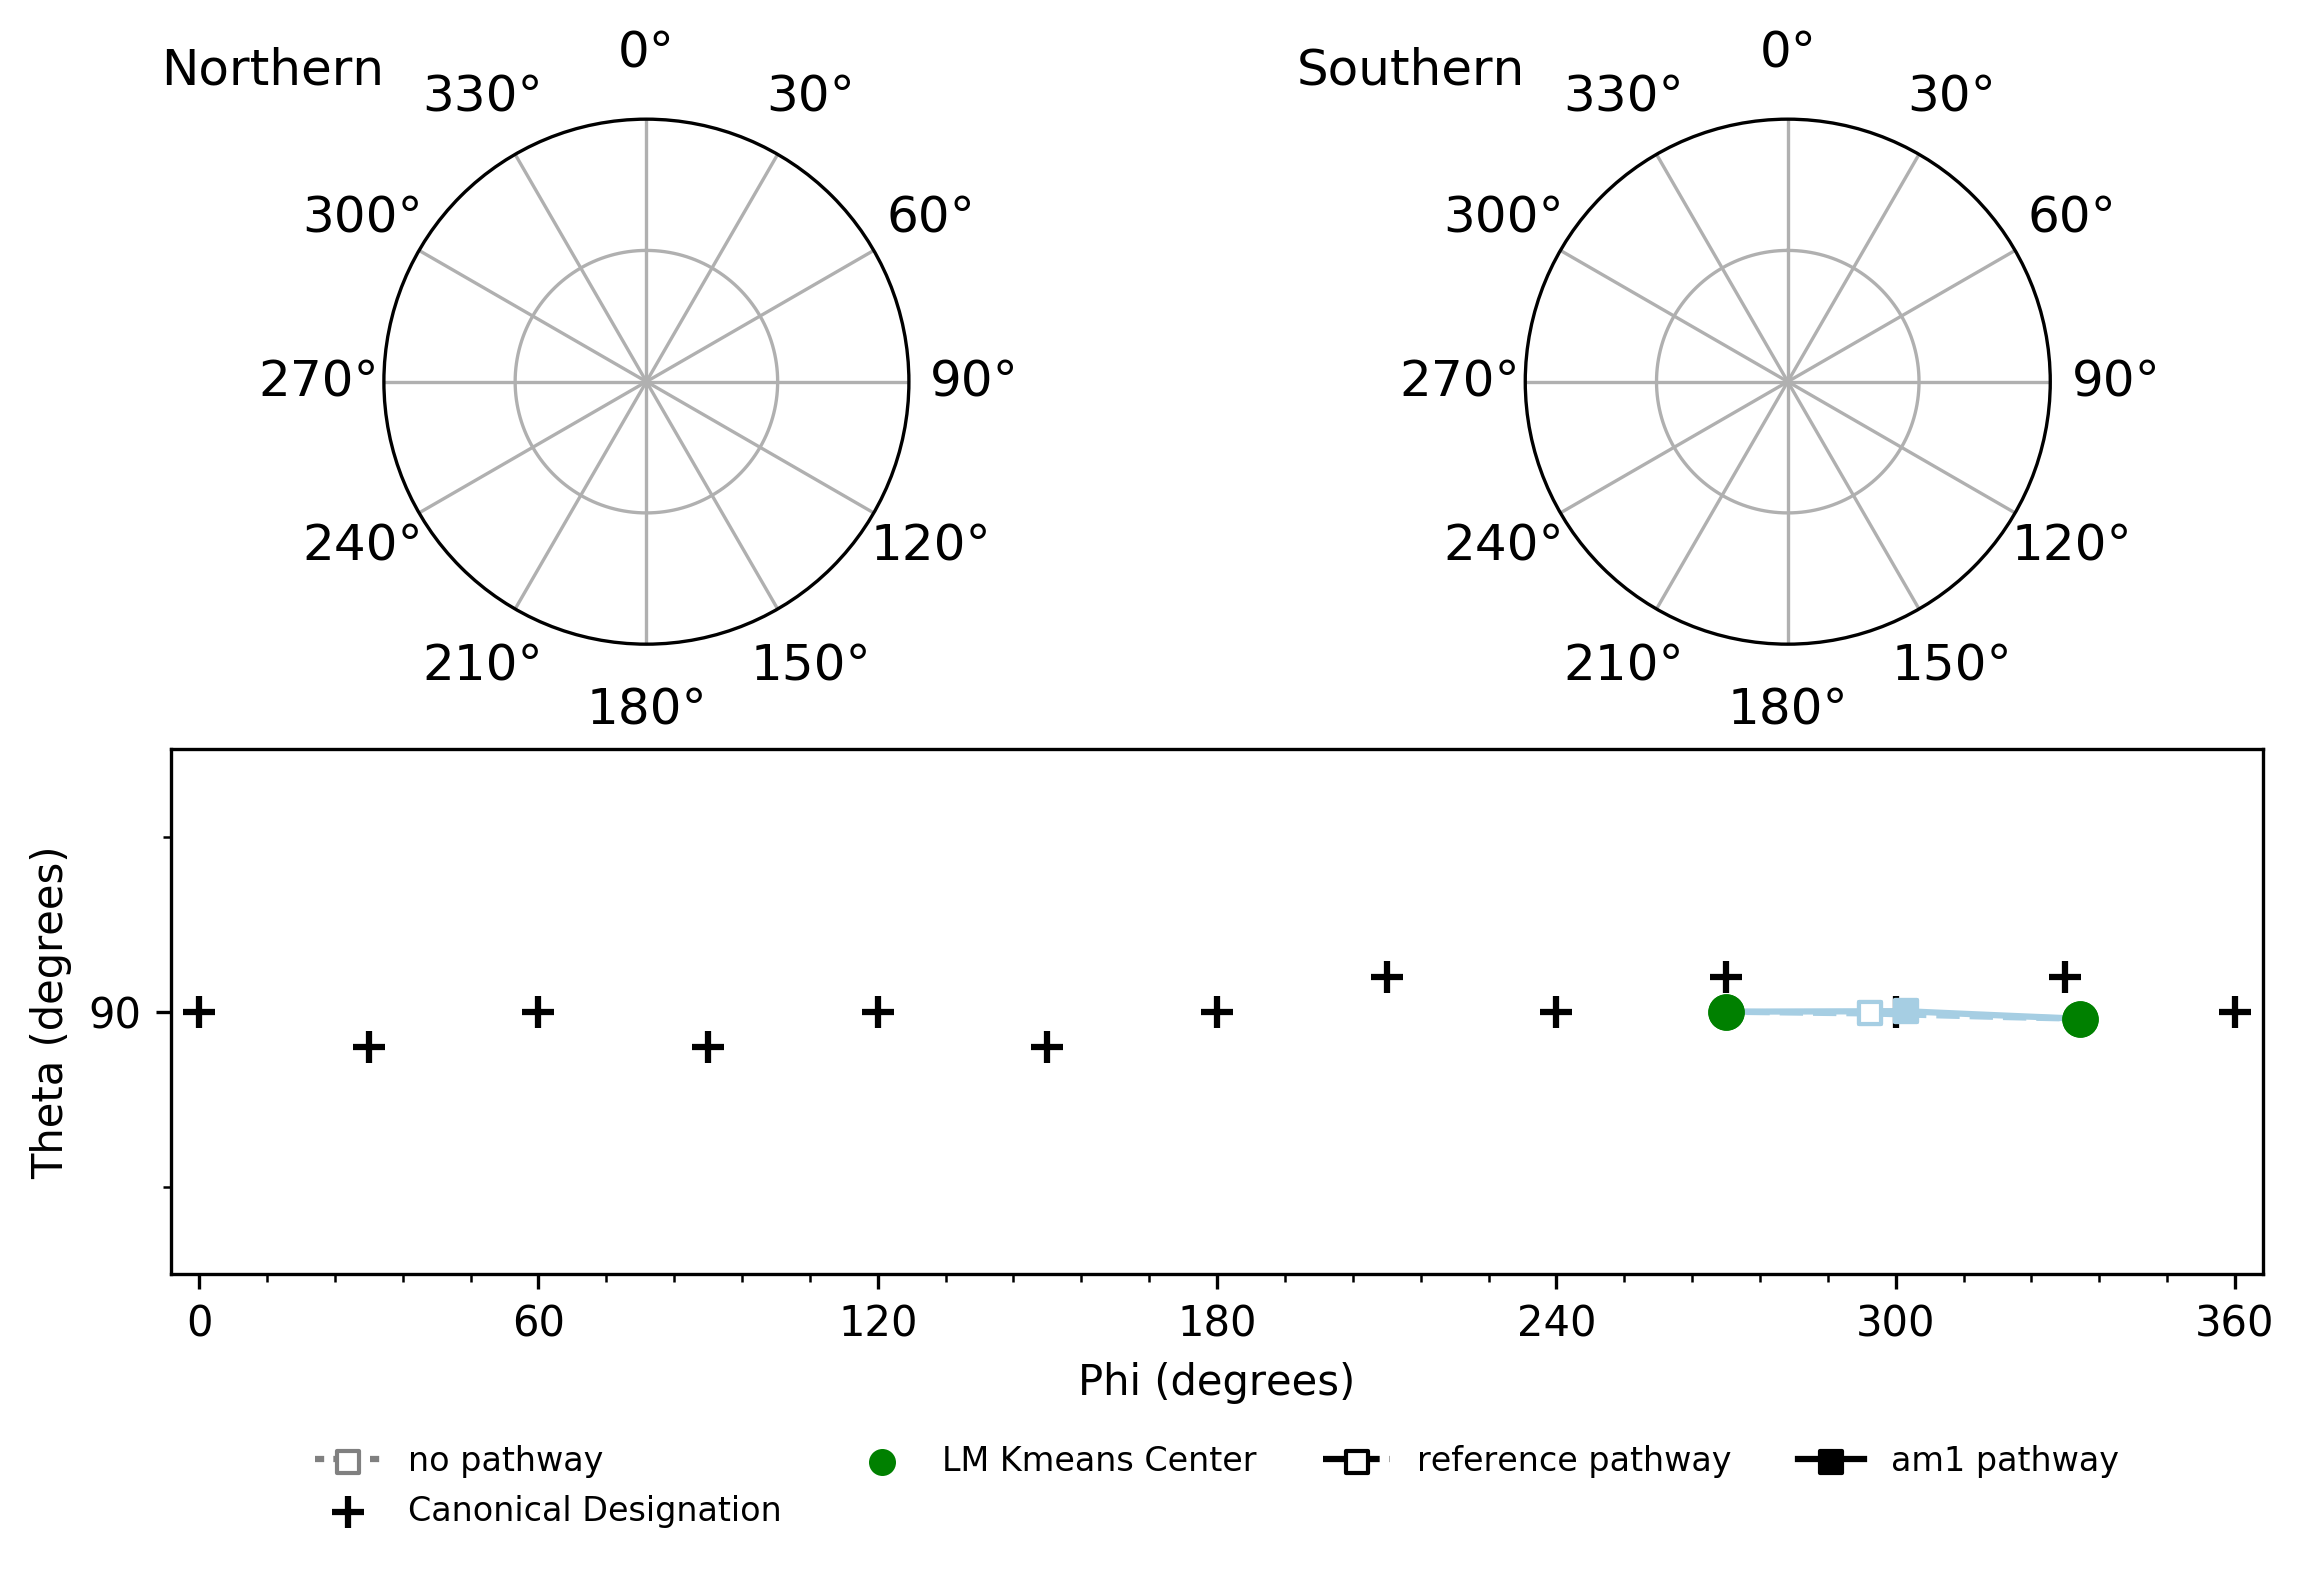 Northern
0°
330°
30°
300°
60°
270°
90°
240°
120°
210°
150°
180°
Southern
0°
330°
30°
300°
60°
270°
90°
240°
120°
210°
150°
180°
Theta (degrees)
90
0 60 120 180 240 300 360
Phi (degrees)
no pathway
Canonical Designation
LM Kmeans Center
reference pathway
am1 pathway